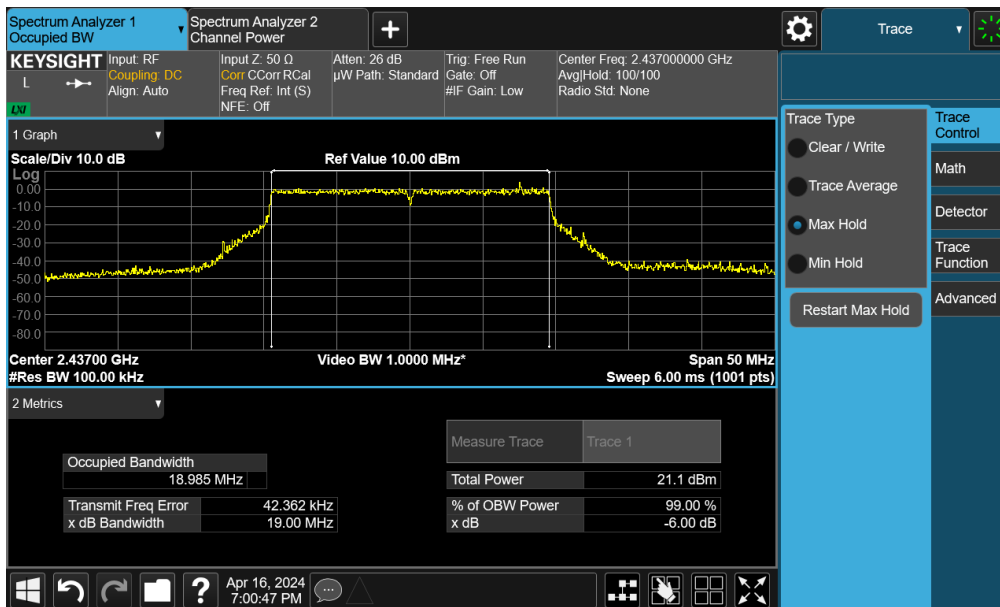 Spectrum Analyzer 1
Occupied BW
Spectrum Analyzer 2
Channel Power
Trace
KEYSIGHT
L
LXI
Input: RF
Coupling: DC
Align: Auto
Input Z: 50 Ω
Corr CCorr RCal
Freq Ref: Int (S)
NFE: Off
Atten: 26 dB
µW Path: Standard
Trig: Free Run
Gate: Off
#IF Gain: Low
Center Freq: 2.437000000 GHz
Avg|Hold: 100/100
Radio Std: None
1 Graph
Scale/Div 10.0 dB
Ref Value 10.00 dBm
Log
0.00
-10.0
-20.0
-30.0
-40.0
-50.0
-60.0
-70.0
-80.0
Center 2.43700 GHz
#Res BW 100.00 kHz
Video BW 1.0000 MHz*
Span 50 MHz
Sweep 6.00 ms (1001 pts)
2 Metrics
Measure Trace
Trace 1
Occupied Bandwidth
18.985 MHz
Total Power
21.1 dBm
Transmit Freq Error
42.362 kHz
% of OBW Power
99.00 %
x dB Bandwidth
19.00 MHz
x dB
-6.00 dB
Trace Type
Clear / Write
Trace Average
Max Hold
Min Hold
Restart Max Hold
Trace
Control
Math
Detector
Trace
Function
Advanced
?
Apr 16, 2024
7:00:47 PM